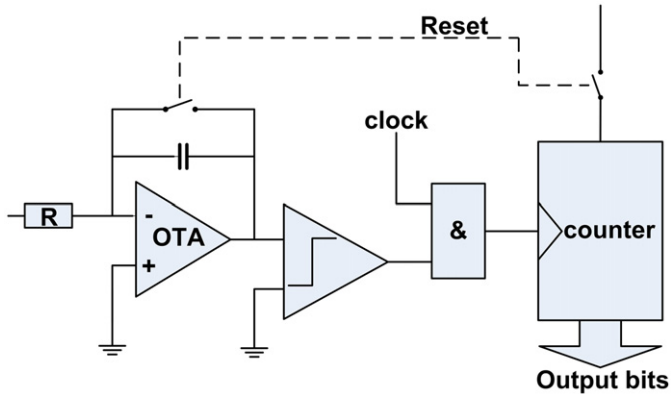 Reset
clock
R
-
OTA
+
&
counter
Output bits